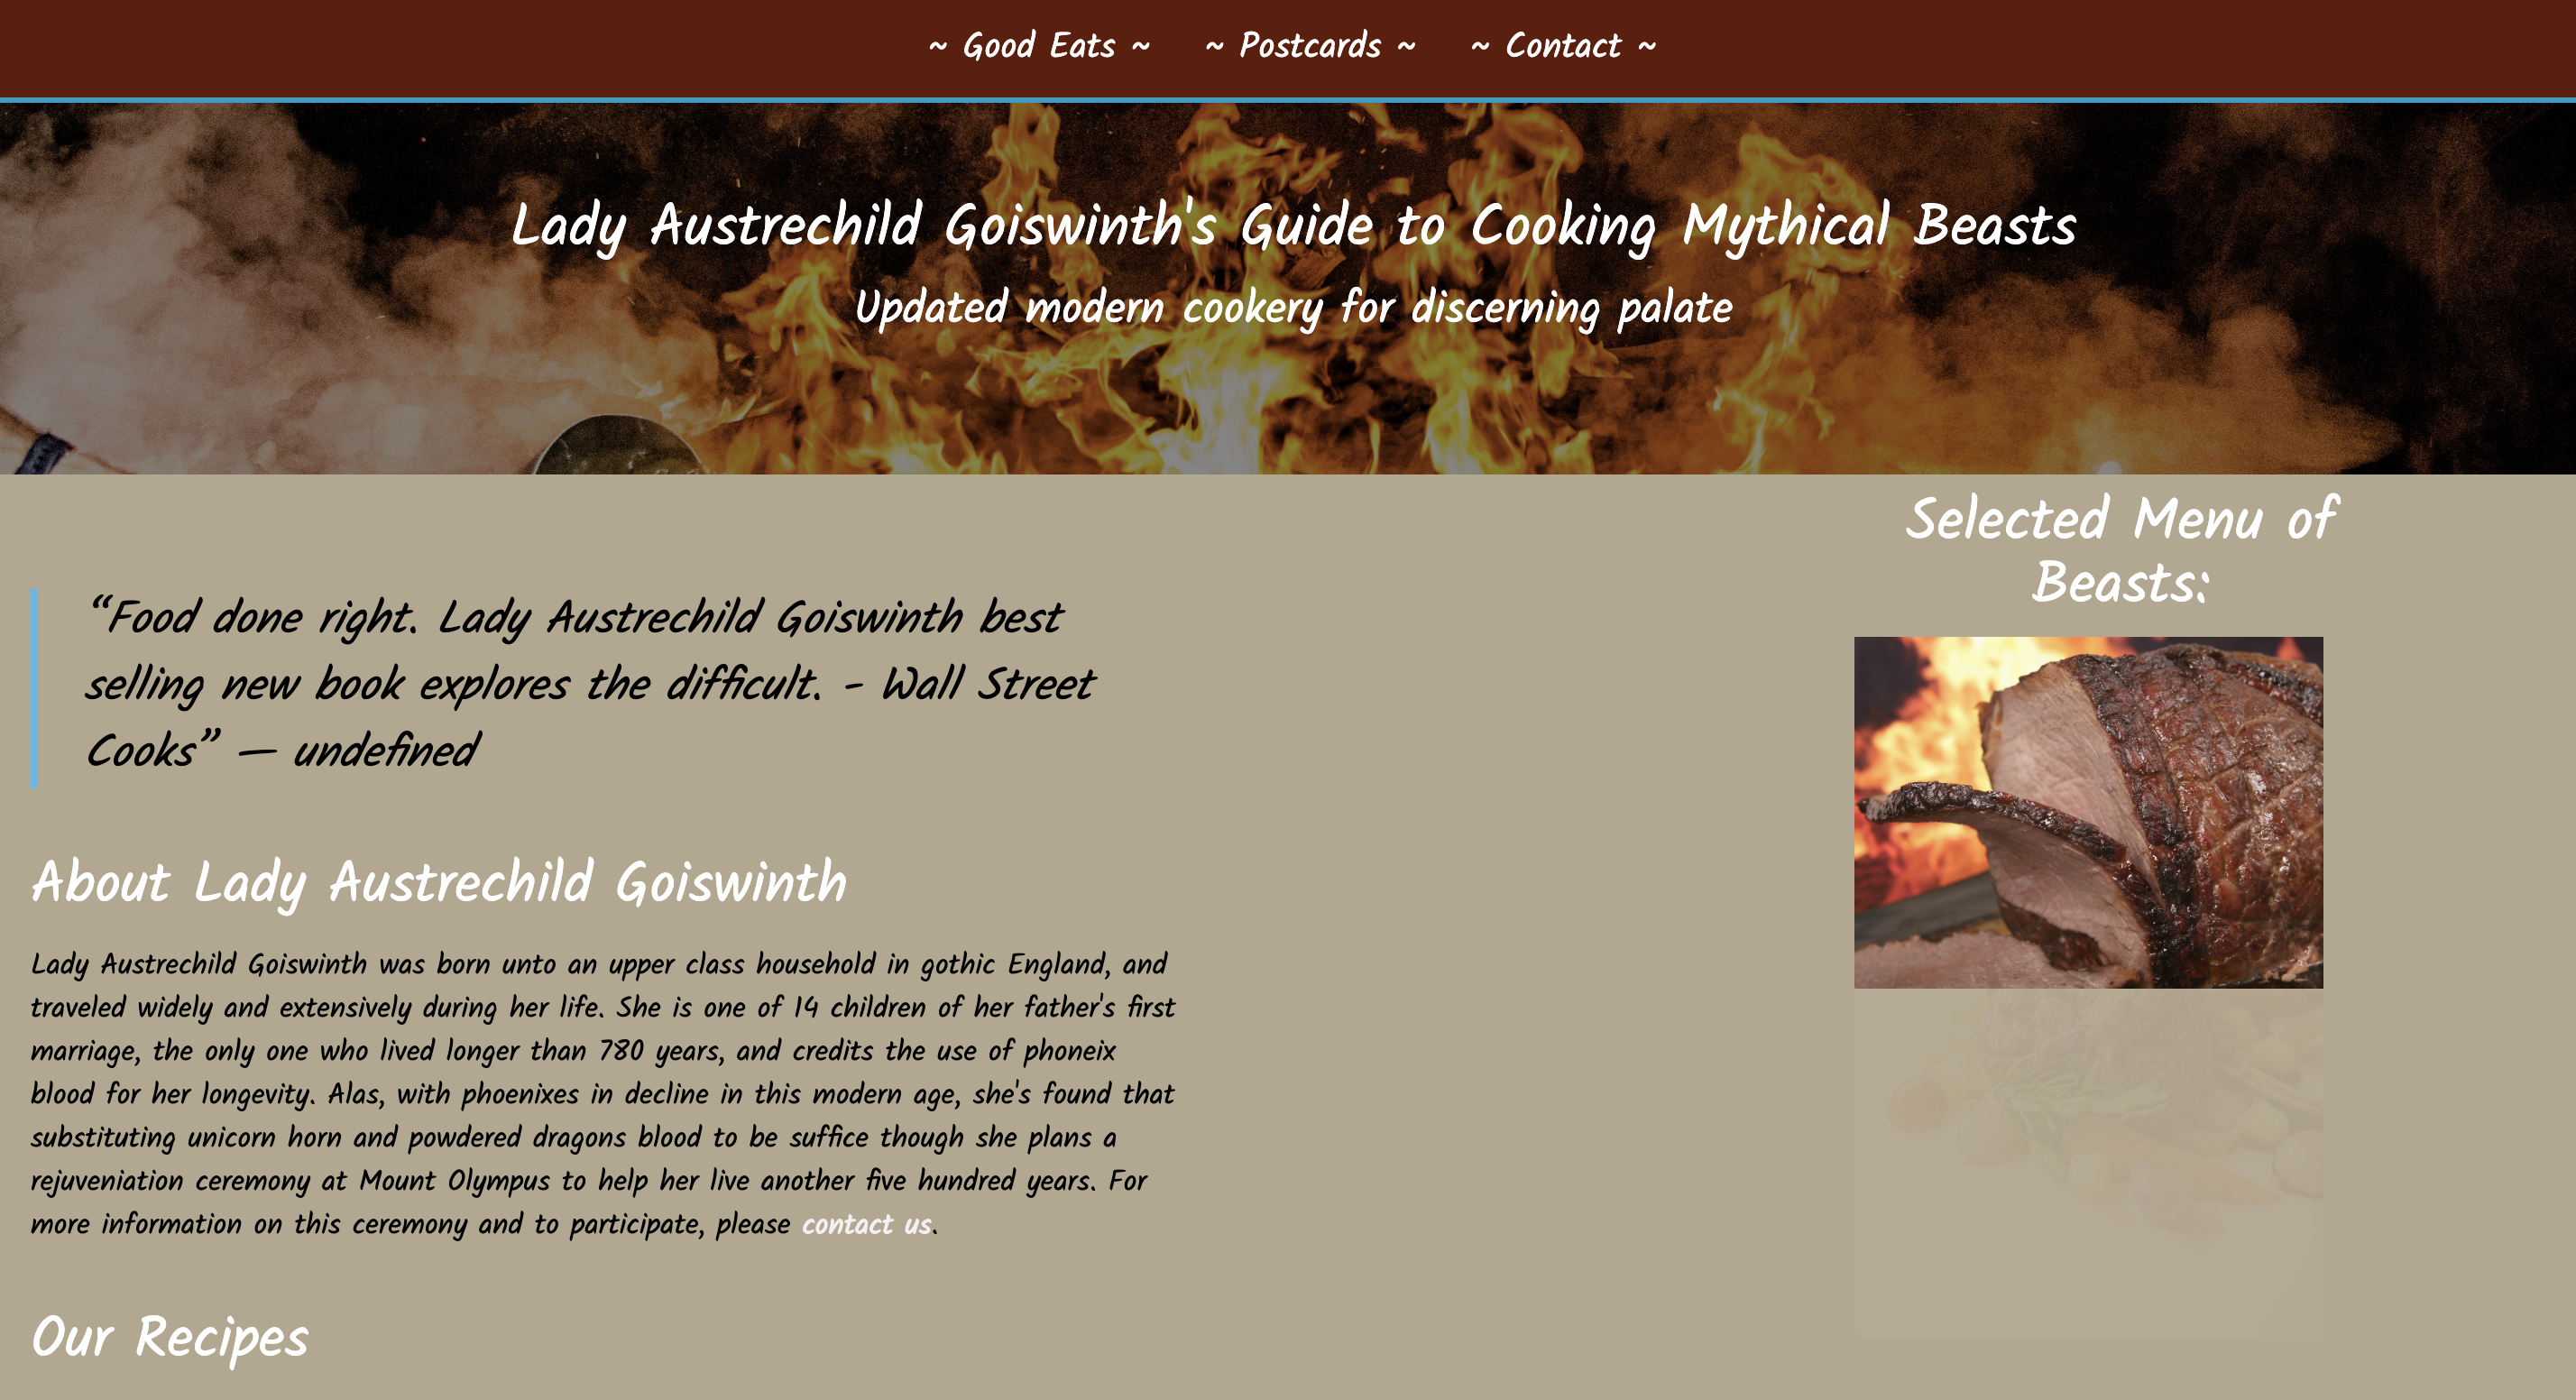 ~ Good Eats ~ ~ Postcards ~ ~ Contact ~
Lady Austrechild Goiswinth's Guide to Cooking Mythical Beasts
Updated modern cookery for discerning palate
“Food done right. Lady Austrechild Goiswinth best
selling new book explores the difficult. - Wall Street
Cooks” — undefined
About Lady Austrechild Goiswinth
Lady Austrechild Goiswinth was born unto an upper class household in gothic England, and
traveled widely and extensively during her life. She is one of 14 children of her father's first
marriage, the only one who lived longer than 780 years, and credits the use of phoneix
blood for her longevity. Alas, with phoenixes in decline in this modern age, she's found that
substituting unicorn horn and powdered dragons blood to be suffice though she plans a
rejuveniation ceremony at Mount Olympus to help her live another five hundred years. For
more information on this ceremony and to participate, please contact us.
Our Recipes
Selected Menu of
Beasts: